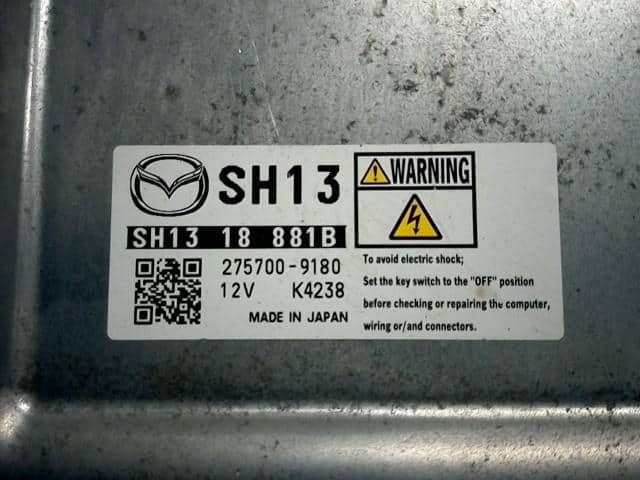 SH13
WARNING
SH13 18 881B
275700-9180
12V K4238
MADE IN JAPAN
To avoid electric shock;
Set the key switch to the "OFF" position
before checking or repairing the computer,
wiring or/and connectors.